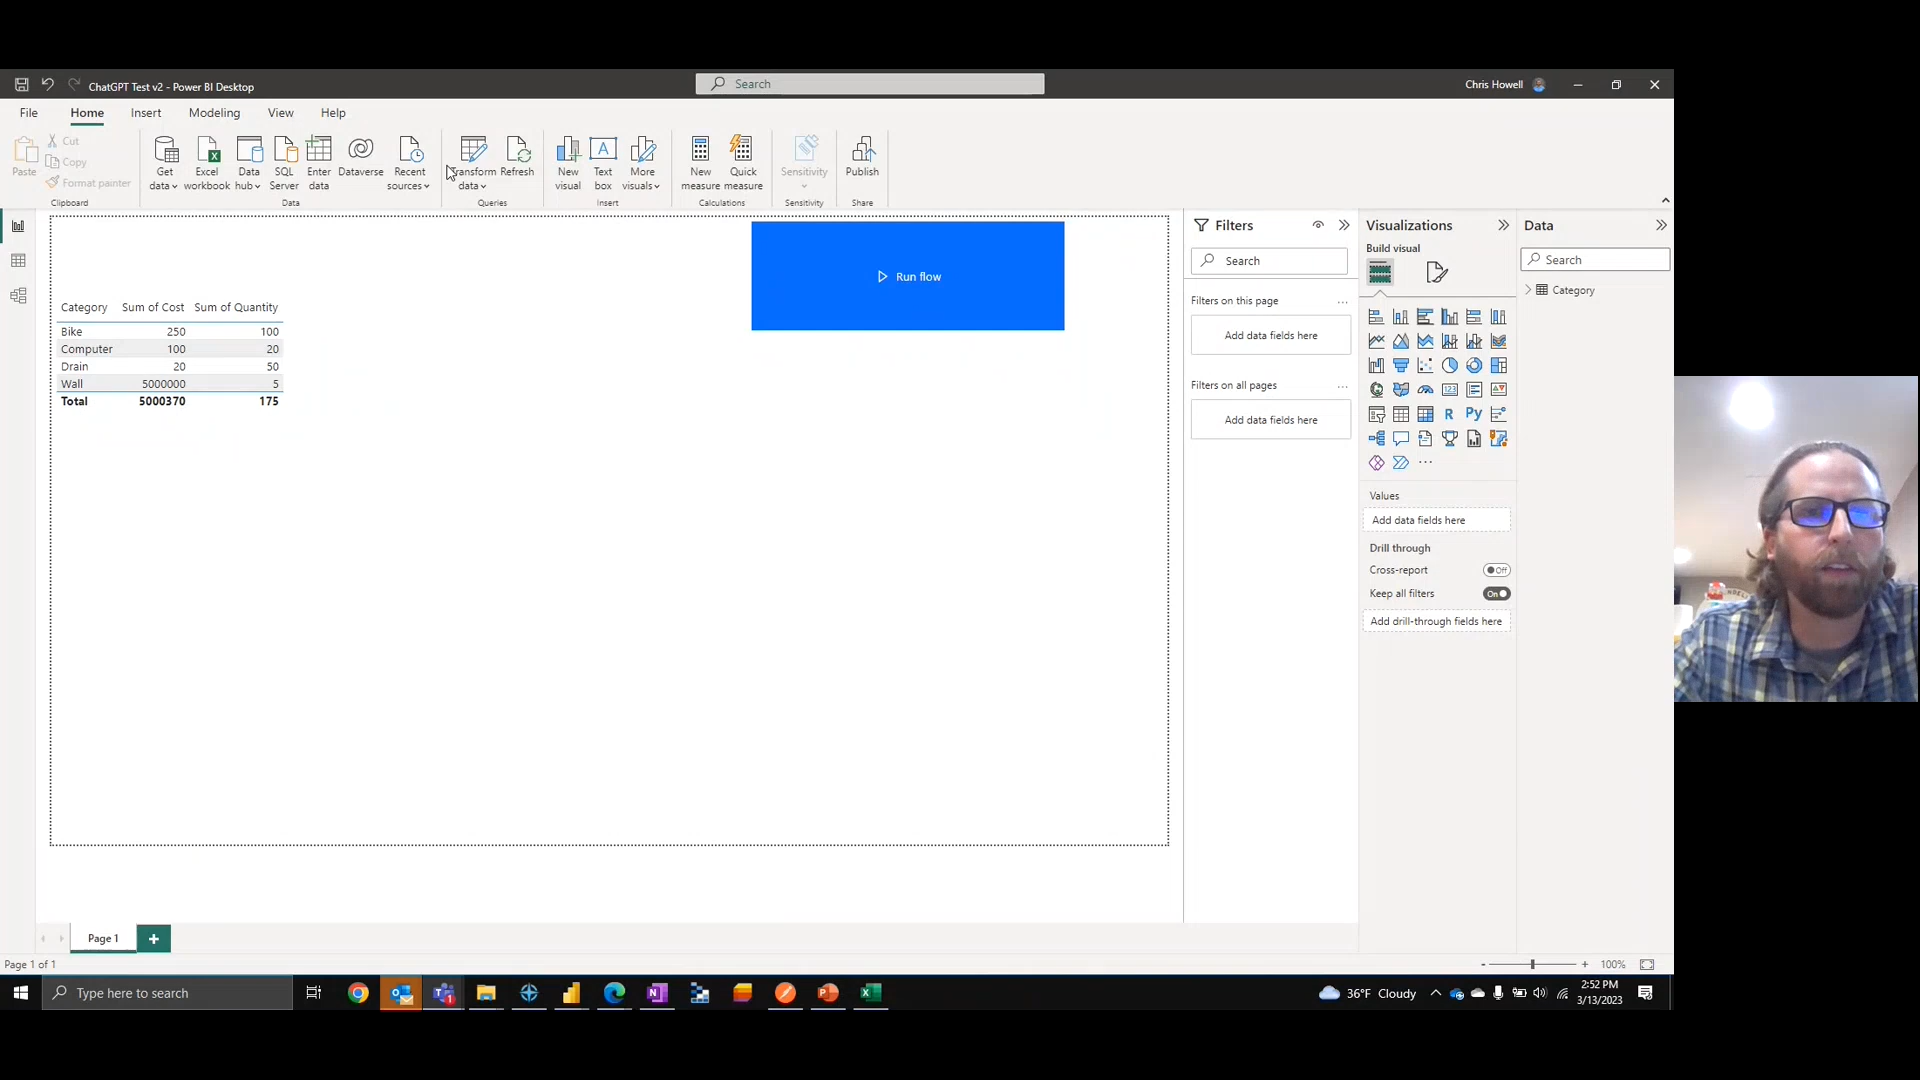 ChatGPT Test v2 - Power BI Desktop
Search
Chris Howell
File Home Insert Modeling View Help
Paste
Cut
Copy
Format painter
Clipboard
Get data
Excel workbook
Data hub
SQL Server
Enter data
Dataverse
Recent sources
Data
Transform data
Refresh
Queries
New visual
Text box
More visuals
Insert
New measure
Quick measure
Calculations
Sensitivity
Sensitivity
Publish
Share
Run flow
Category Sum of Cost Sum of Quantity
Bike 250 100
Computer 100 20
Drain 20 50
Wall 5000000 5
Total 5000370 175
Filters
Search
Filters on this page ...
Add data fields here
Filters on all pages ...
Add data fields here
Visualizations
Build visual
123
R Py
...
Values
Add data fields here
Drill through
Cross-report Off
Keep all filters On
Add drill-through fields here
Data
Search
Category
Page 1 +
Page 1 of 1
- + 100%
Type here to search
36°F Cloudy
2:52 PM
3/13/2023